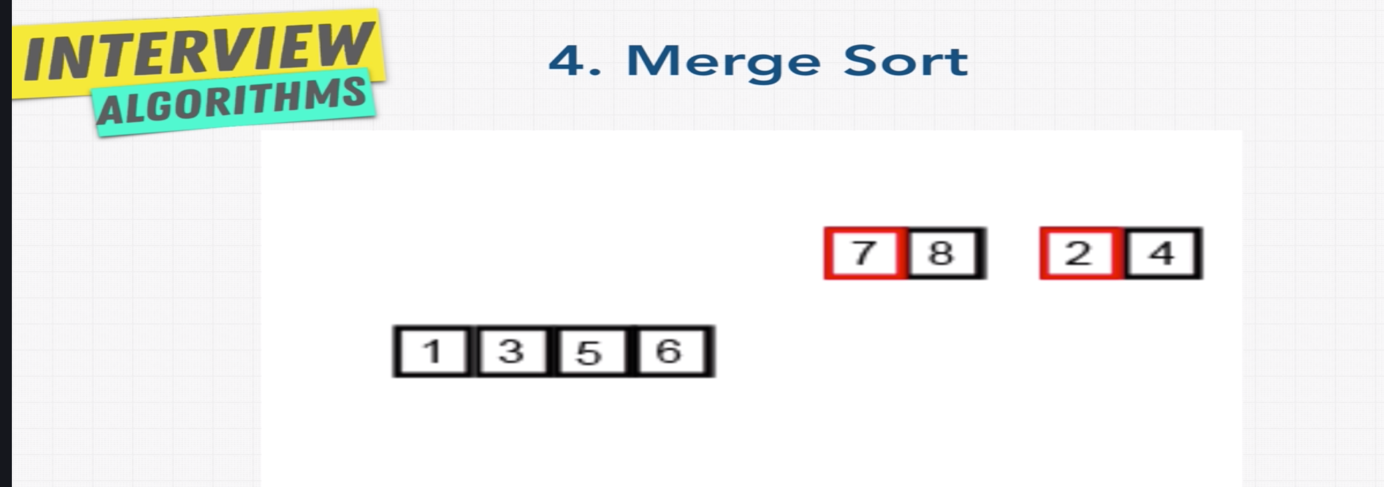 INTERVIEW
ALGORITHMS
4. Merge Sort
7 8 2 4
1 3 5 6